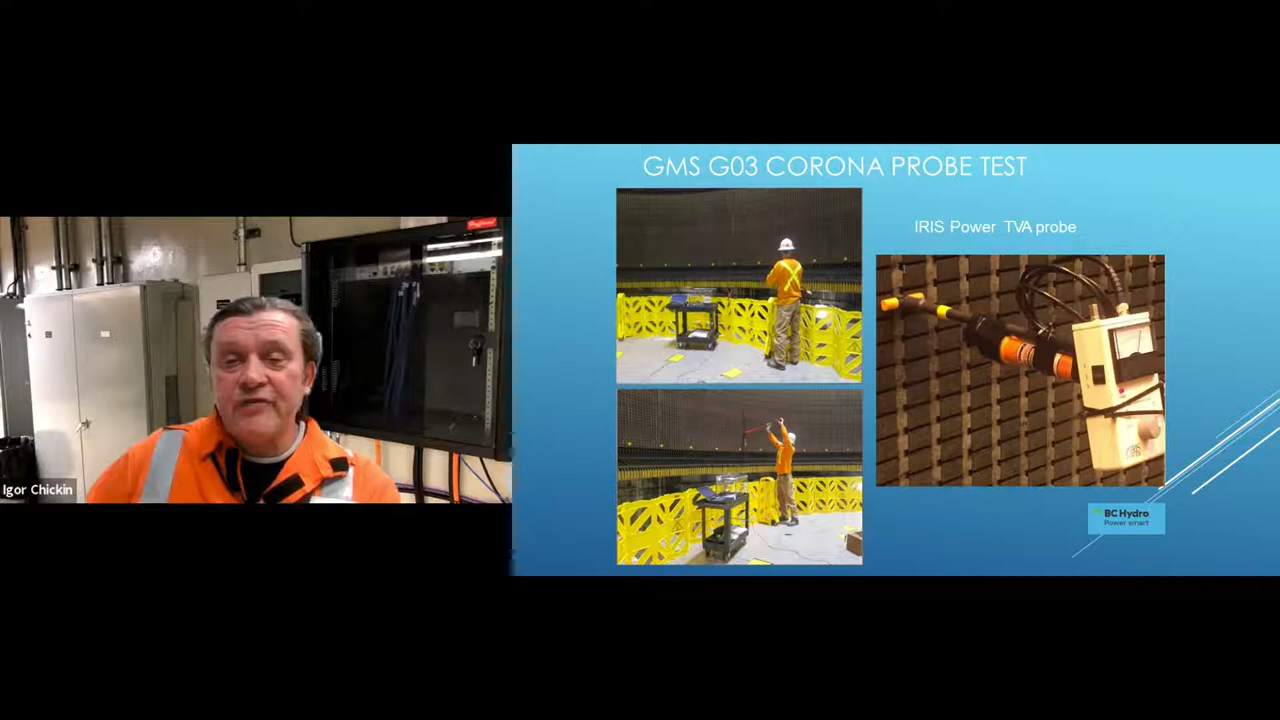 GMS G03 CORONA PROBE TEST
IRIS Power TVA probe
Igor Chickin
BC Hydro
Power smart